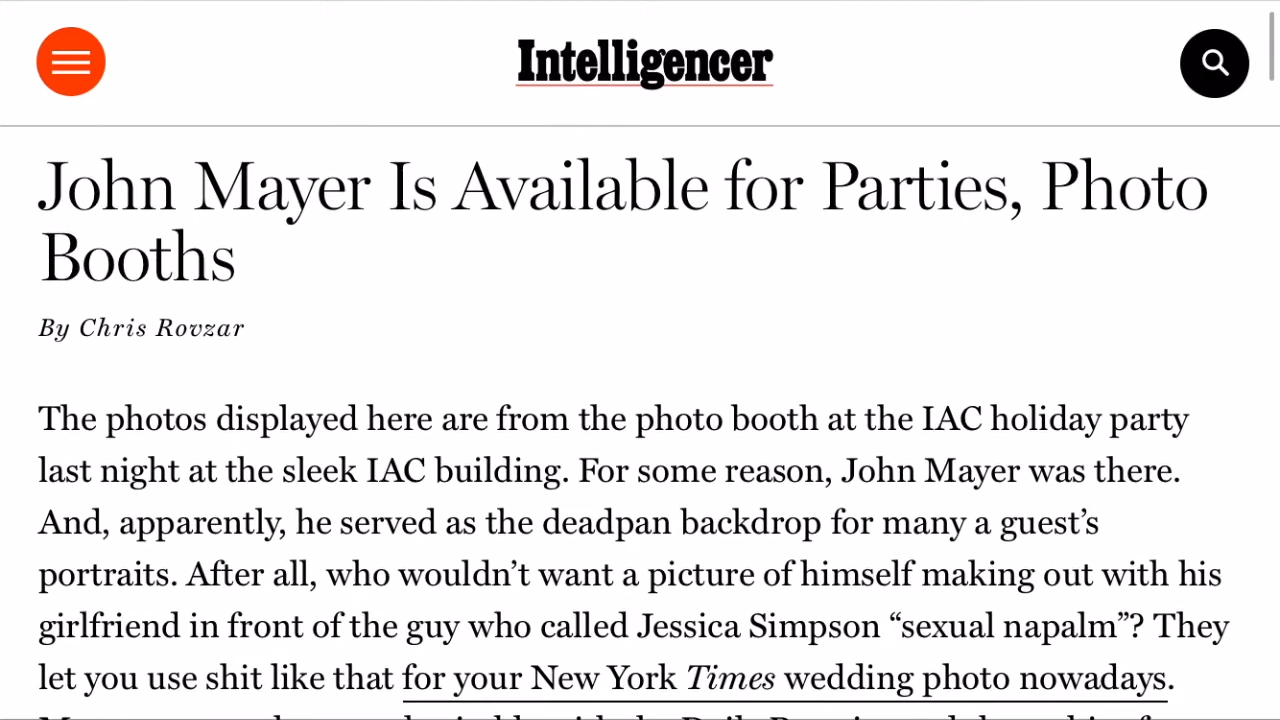 Intelligencer
John Mayer Is Available for Parties, Photo
Booths
By Chris Rovzar
The photos displayed here are from the photo booth at the IAC holiday party
last night at the sleek IAC building. For some reason, John Mayer was there.
And, apparently, he served as the deadpan backdrop for many a guest’s
portraits. After all, who wouldn’t want a picture of himself making out with his
girlfriend in front of the guy who called Jessica Simpson “sexual napalm”? They
let you use shit like that for your New York Times wedding photo nowadays.